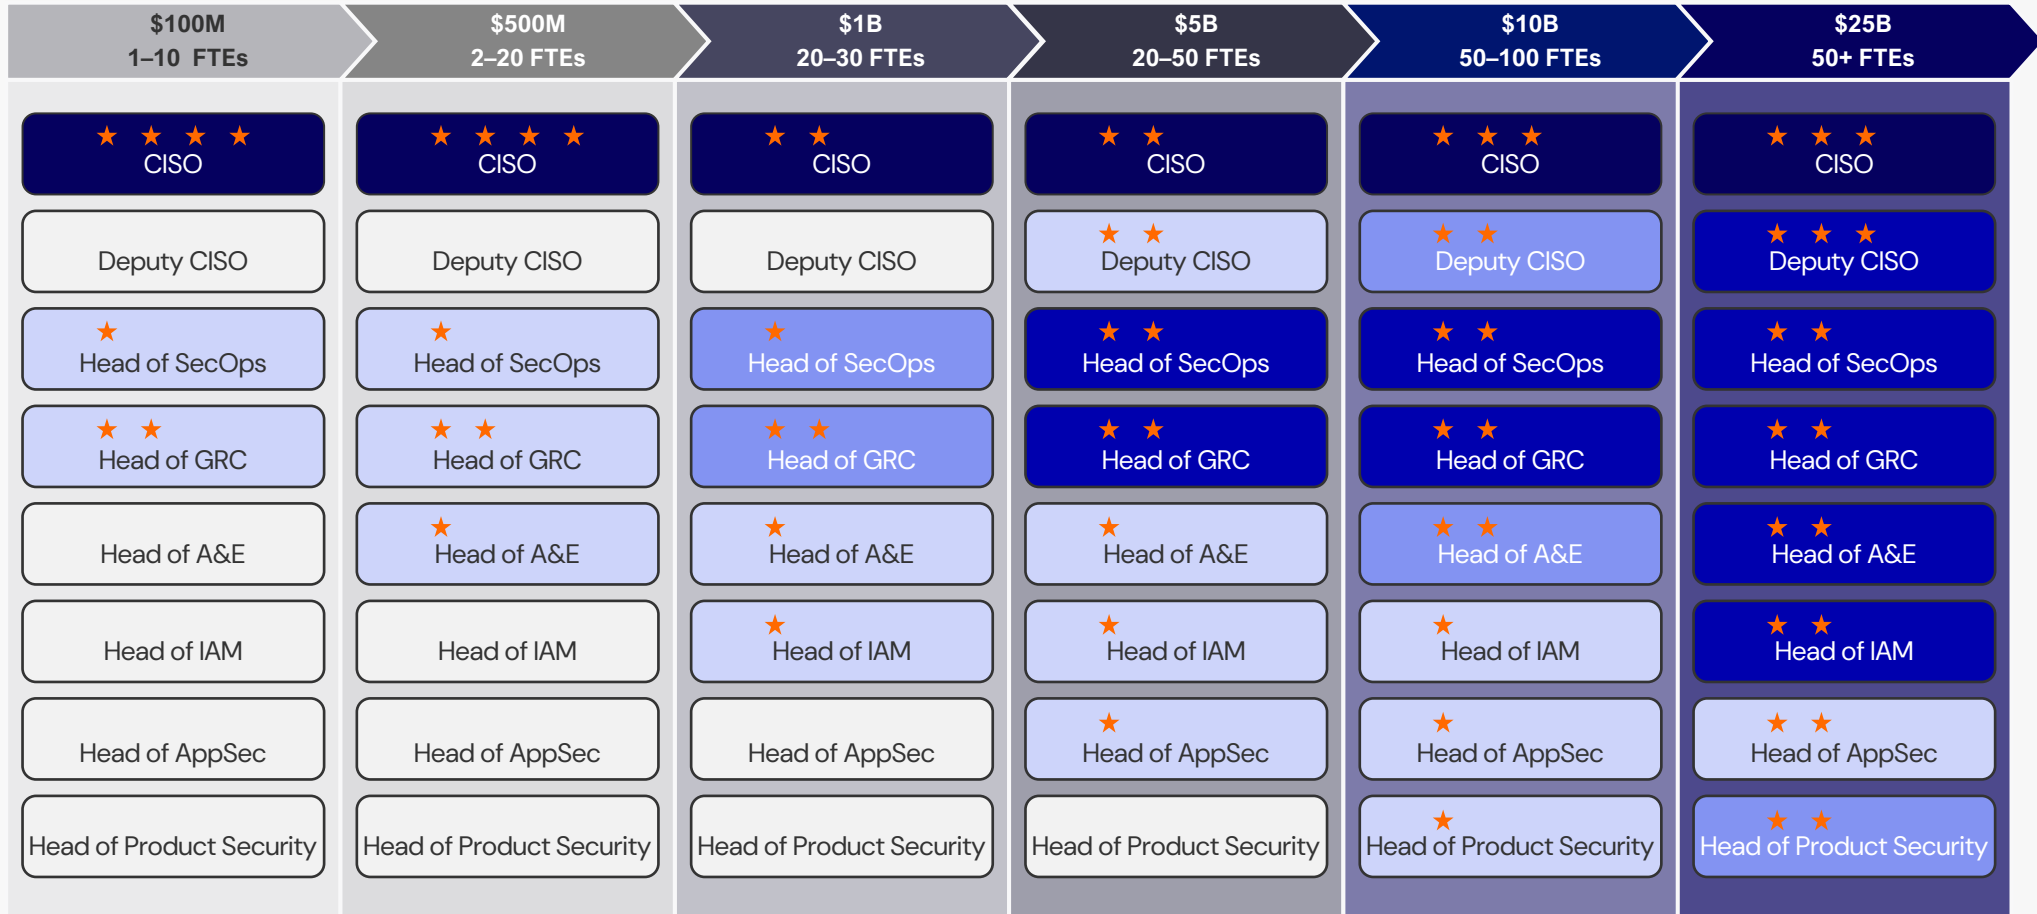 $100M
1–10 FTEs
$500M
2–20 FTEs
$1B
20–30 FTEs
$5B
20–50 FTEs
$10B
50–100 FTEs
$25B
50+ FTEs
CISO
CISO
CISO
CISO
CISO
CISO
Deputy CISO
Deputy CISO
Deputy CISO
Deputy CISO
Deputy CISO
Deputy CISO
Head of SecOps
Head of SecOps
Head of SecOps
Head of SecOps
Head of SecOps
Head of SecOps
Head of GRC
Head of GRC
Head of GRC
Head of GRC
Head of GRC
Head of GRC
Head of A&E
Head of A&E
Head of A&E
Head of A&E
Head of A&E
Head of A&E
Head of IAM
Head of IAM
Head of IAM
Head of IAM
Head of IAM
Head of IAM
Head of AppSec
Head of AppSec
Head of AppSec
Head of AppSec
Head of AppSec
Head of AppSec
Head of Product Security
Head of Product Security
Head of Product Security
Head of Product Security
Head of Product Security
Head of Product Security